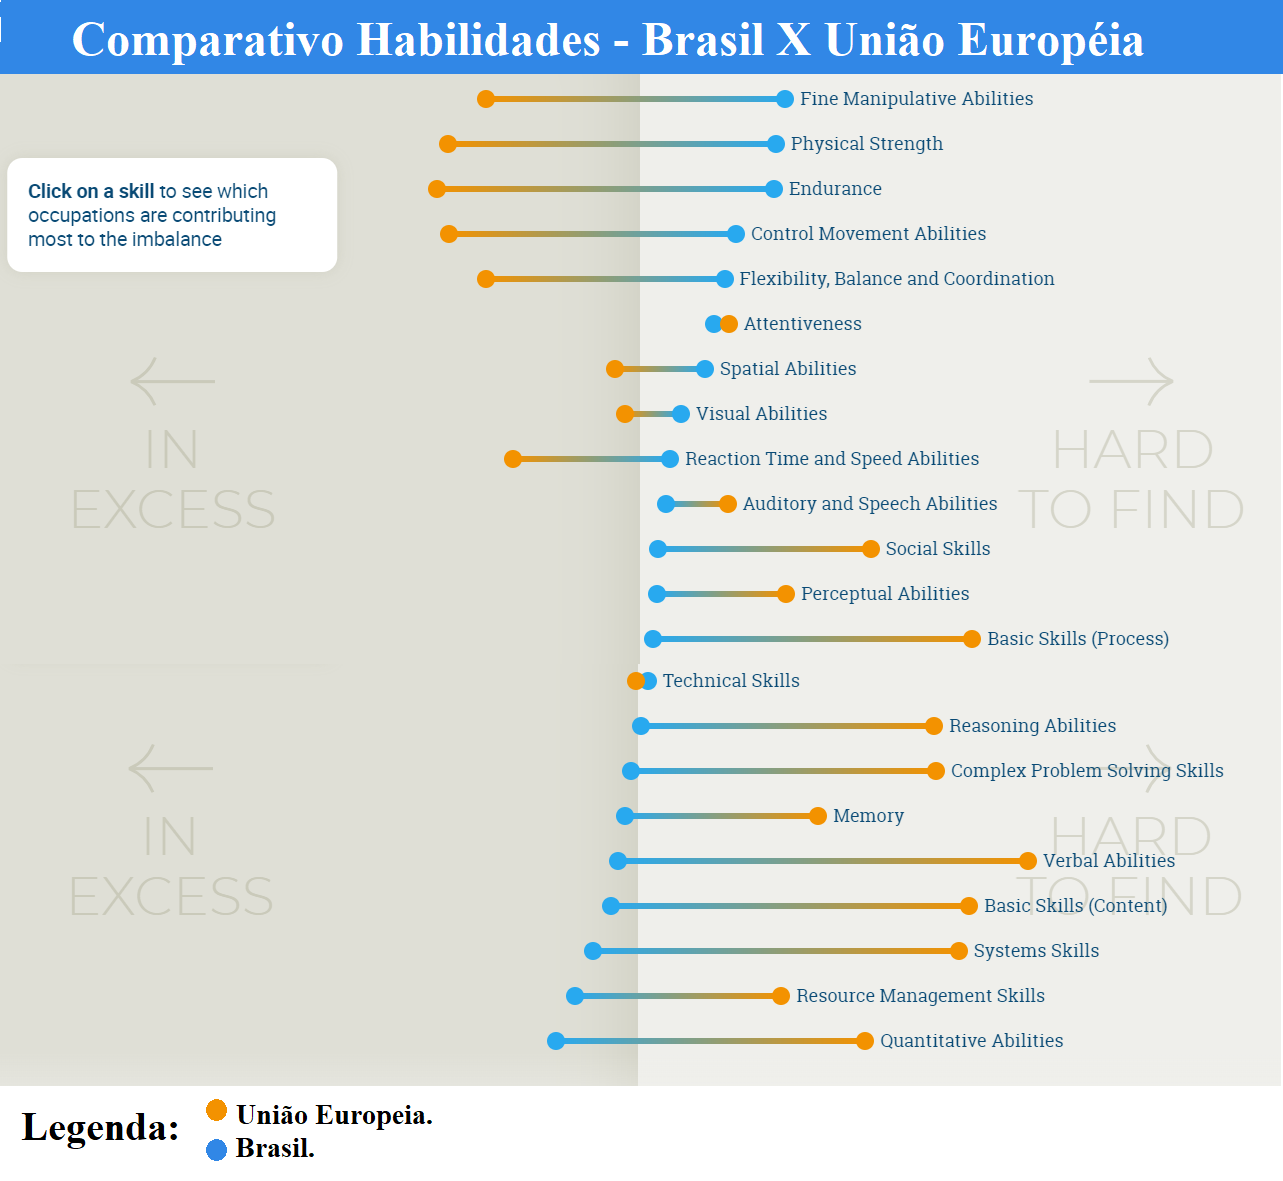 Comparativo Habilidades - Brasil X União Européia
Fine Manipulative Abilities
Physical Strength
Click on a skill to see which
occupations are contributing
most to the imbalance
Endurance
Control Movement Abilities
Flexibility, Balance and Coordination
Attentiveness
Spatial Abilities
Visual Abilities
IN
EXCESS
HARD
TO FIND
Reaction Time and Speed Abilities
Auditory and Speech Abilities
Social Skills
Perceptual Abilities
Basic Skills (Process)
Technical Skills
Reasoning Abilities
Complex Problem Solving Skills
Memory
IN
EXCESS
HARD
TO FIND
Verbal Abilities
Basic Skills (Content)
Systems Skills
Resource Management Skills
Quantitative Abilities
Legenda:
União Europeia.
Brasil.